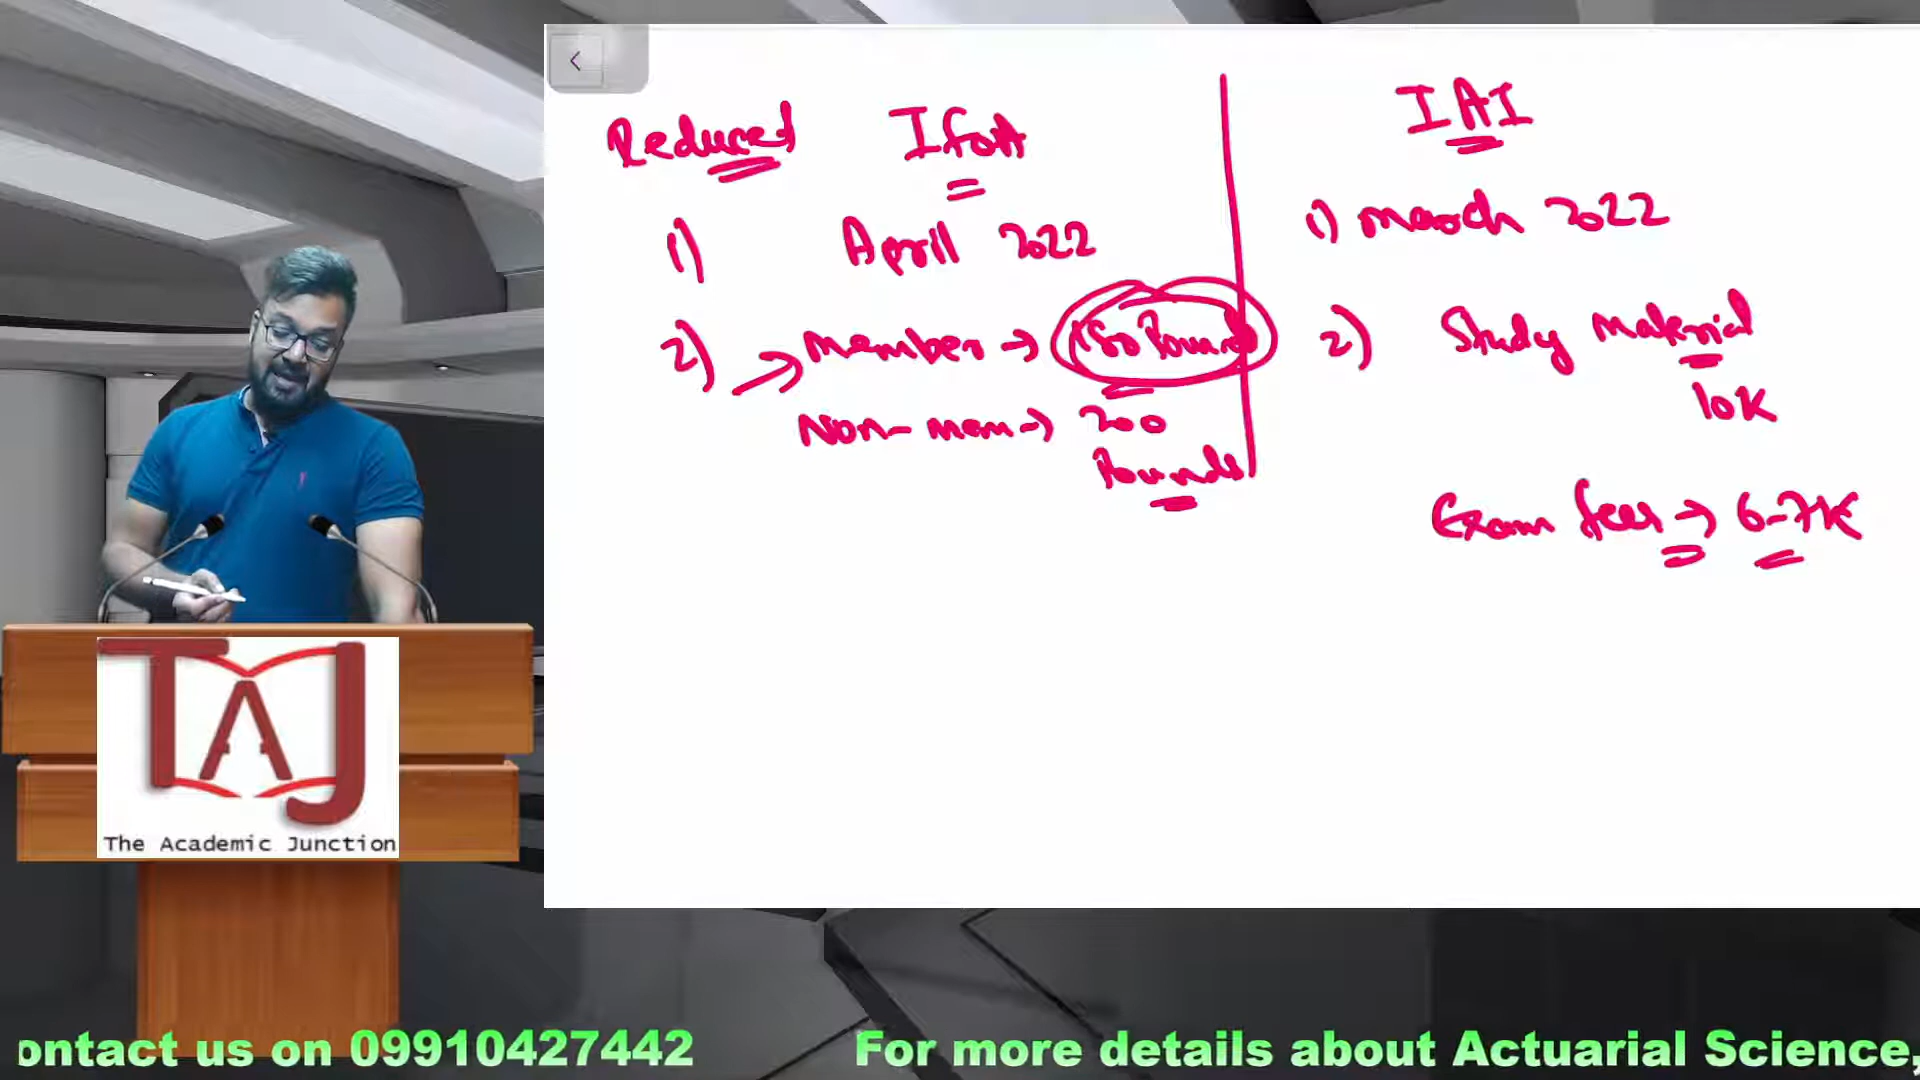 Reduced IFoA
1) April 2022
2) → Member → 150 Pounds
Non-mem → 200
Pounds
IAI
1) March 2022
2) Study Material
10K
Exam fees → 6-7K
TAJ
The Academic Junction
ontact us on 09910427442 For more details about Actuarial Science,